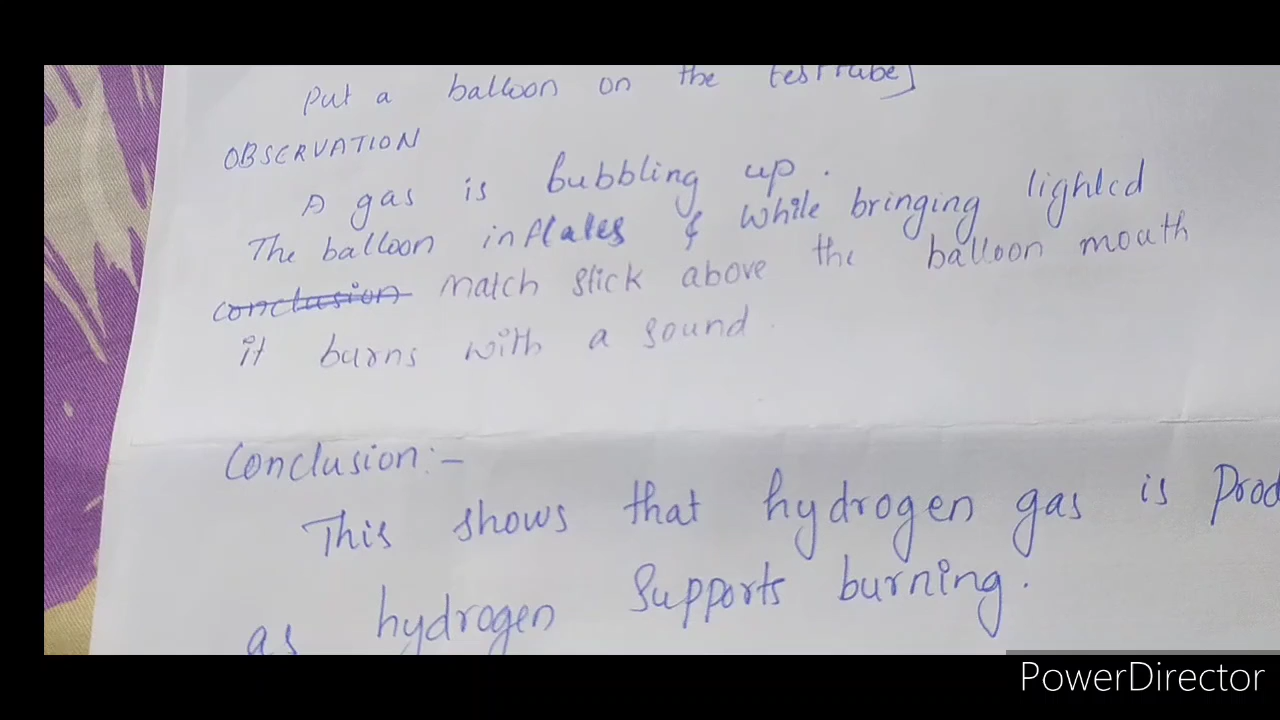 Put a balloon on the testtube]
OBSERVATION
A gas is bubbling up.
The balloon inflates & while bringing lighted
conclusion match stick above the balloon mouth
it burns with a sound.
Conclusion:-
This shows that hydrogen gas is Prod
as hydrogen supports burning.
PowerDirector